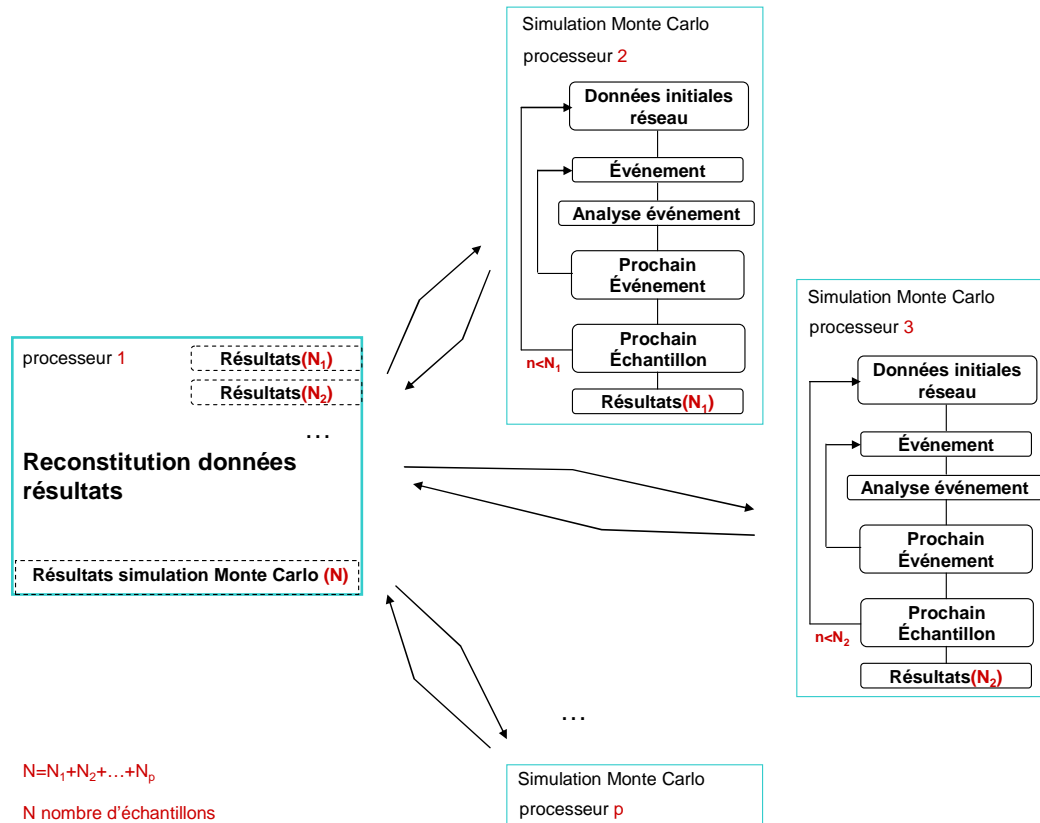 Simulation Monte Carlo
processeur 2
Données initiales
réseau
Événement
Analyse événement
Prochain
Événement
Prochain
Échantillon
n<N₁
Résultats(N₁)
Simulation Monte Carlo
processeur 3
Données initiales
réseau
Événement
Analyse événement
Prochain
Événement
Prochain
Échantillon
n<N₂
Résultats(N₂)
processeur 1
Résultats(N₁)
Résultats(N₂)
...
Reconstitution données
résultats
Résultats simulation Monte Carlo (N)
...
N=N₁+N₂+…+Nₚ
N nombre d’échantillons
Simulation Monte Carlo
processeur p